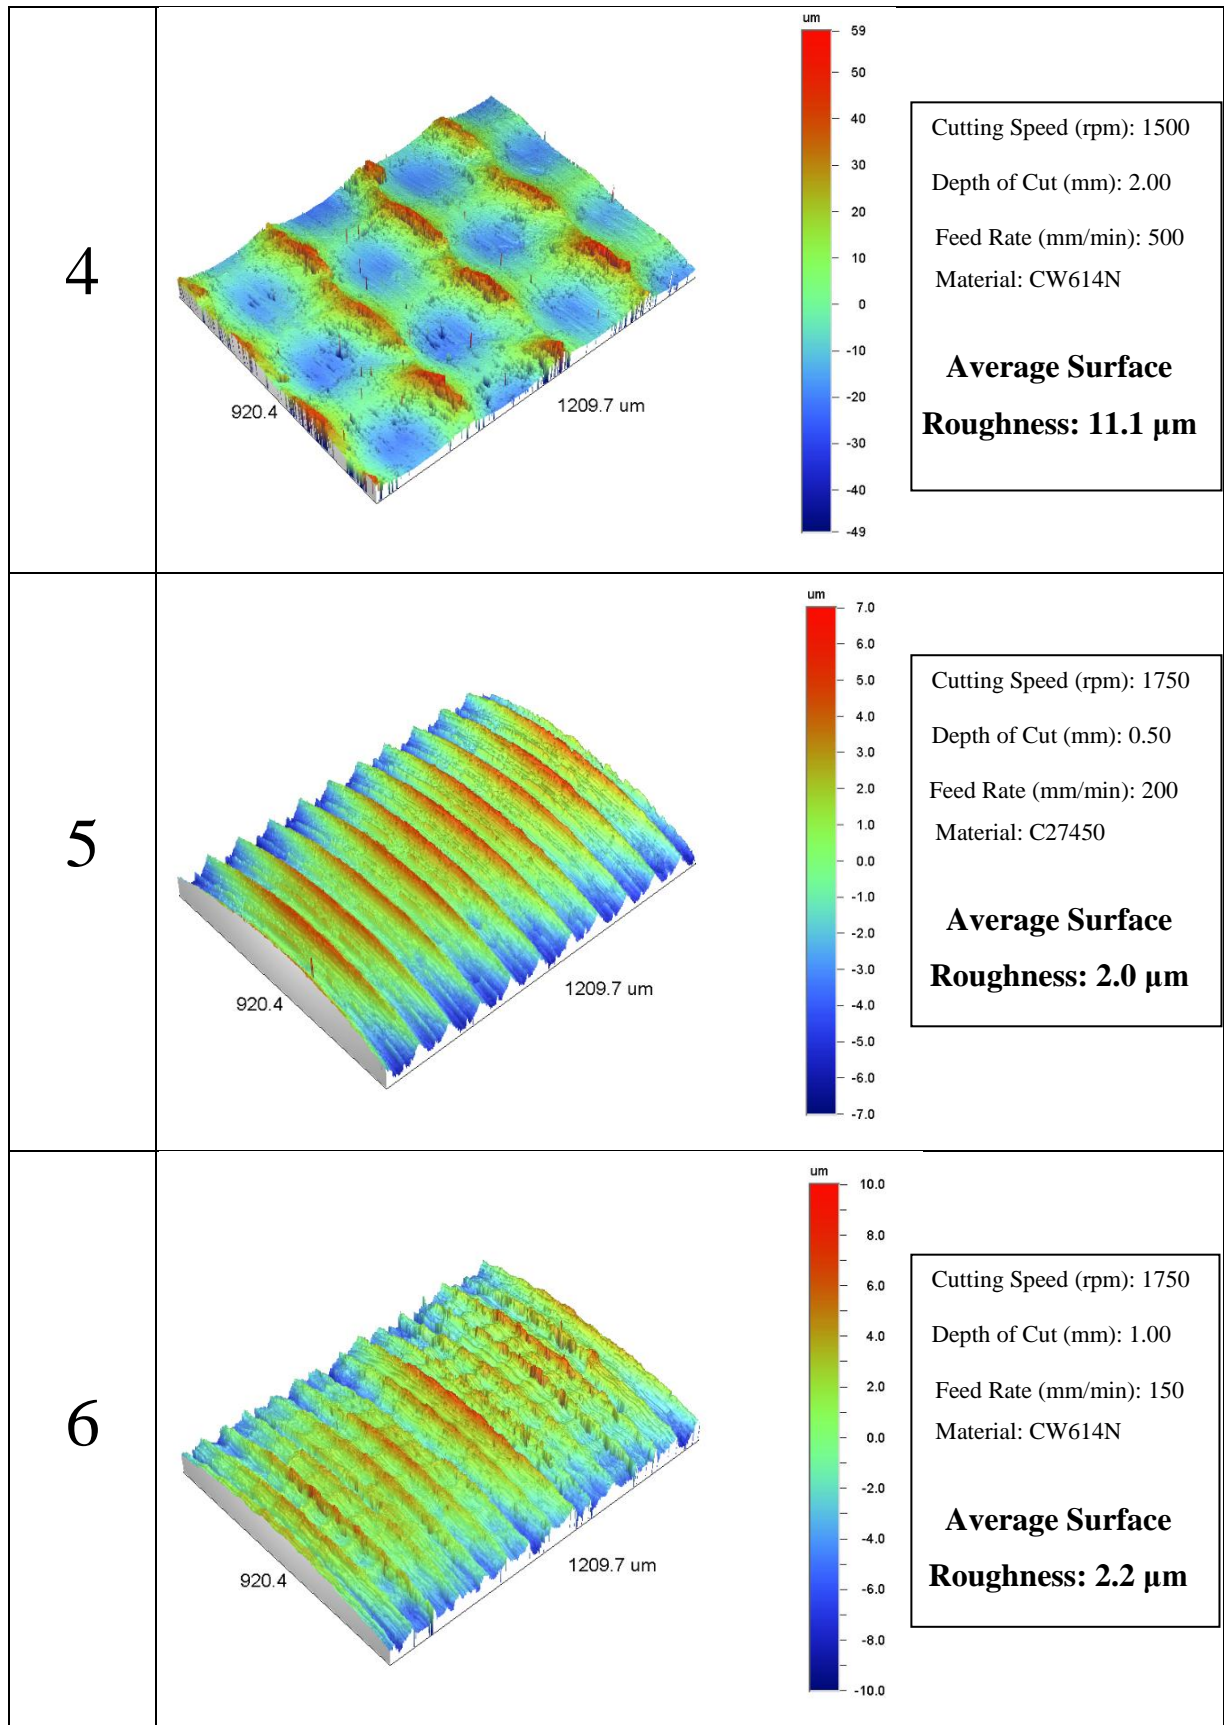 4
um
59
50
40
30
20
10
0
-10
-20
-30
-40
-49
920.4
1209.7 um
Cutting Speed (rpm): 1500
Depth of Cut (mm): 2.00
Feed Rate (mm/min): 500
Material: CW614N
Average Surface
Roughness: 11.1 µm
5
um
7.0
6.0
5.0
4.0
3.0
2.0
1.0
0.0
-1.0
-2.0
-3.0
-4.0
-5.0
-6.0
-7.0
920.4
1209.7 um
Cutting Speed (rpm): 1750
Depth of Cut (mm): 0.50
Feed Rate (mm/min): 200
Material: C27450
Average Surface
Roughness: 2.0 µm
6
um
10.0
8.0
6.0
4.0
2.0
0.0
-2.0
-4.0
-6.0
-8.0
-10.0
920.4
1209.7 um
Cutting Speed (rpm): 1750
Depth of Cut (mm): 1.00
Feed Rate (mm/min): 150
Material: CW614N
Average Surface
Roughness: 2.2 µm